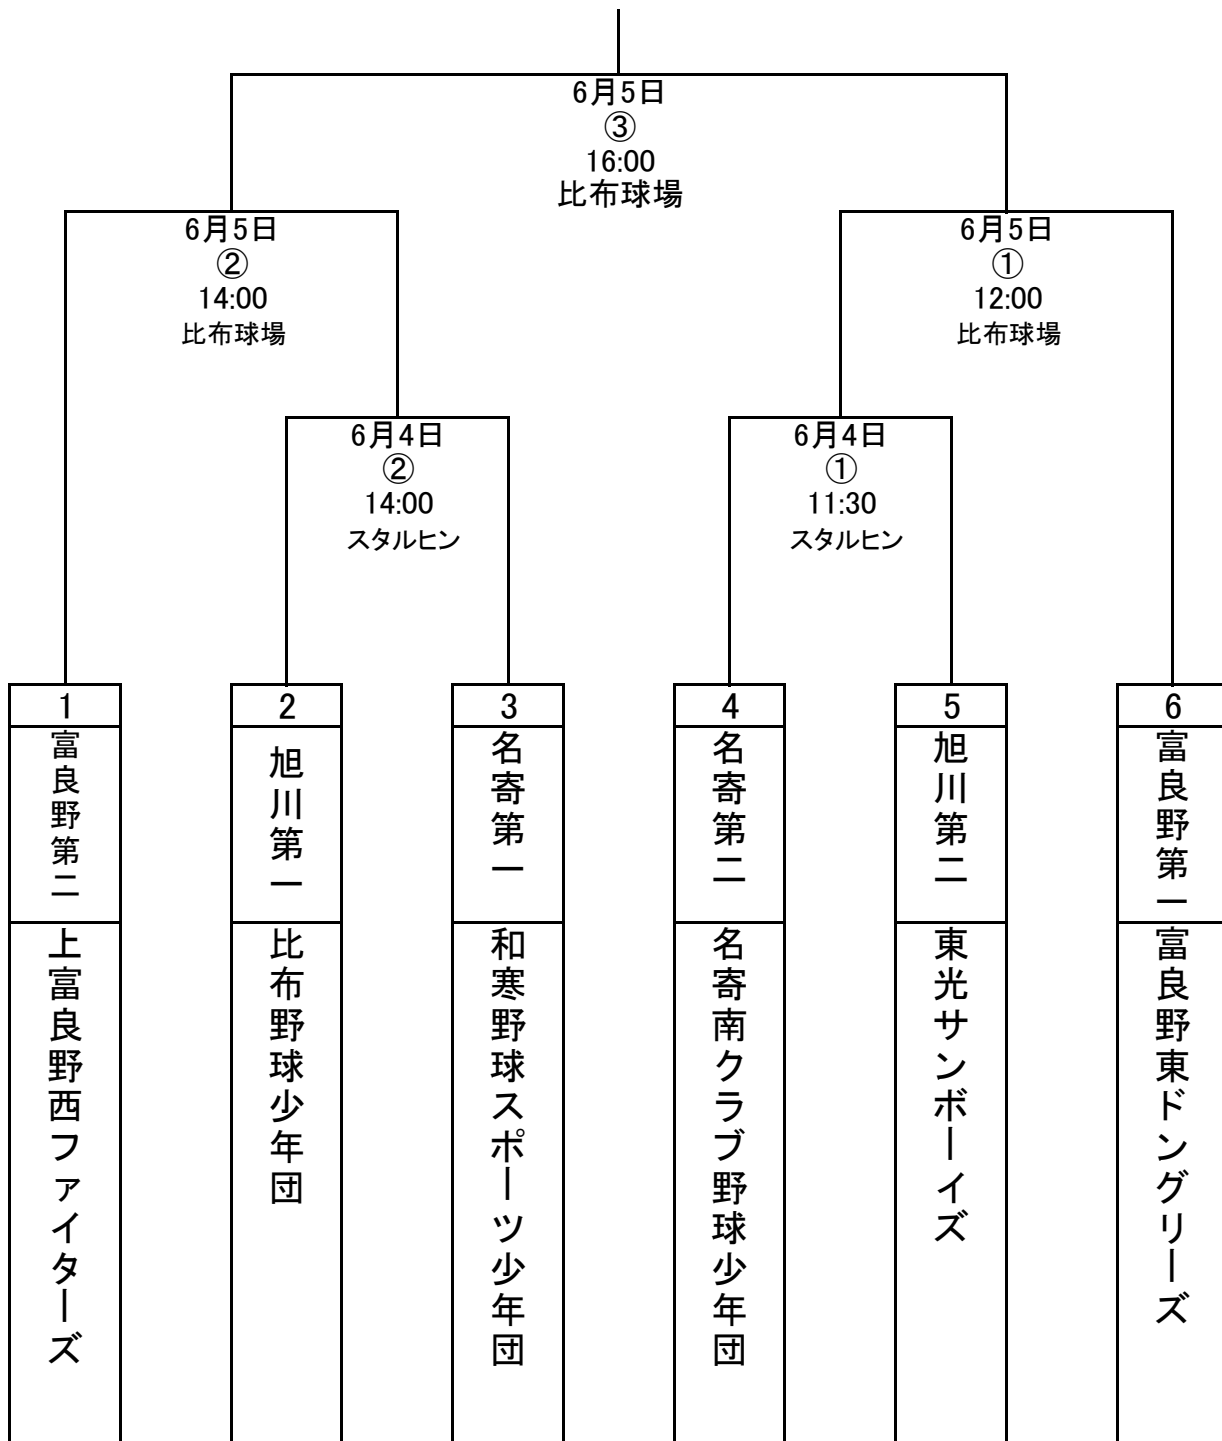 6月5日
③
16:00
比布球場
6月5日
②
14:00
比布球場
6月5日
①
12:00
比布球場
6月4日
②
14:00
スタルヒン
6月4日
①
11:30
スタルヒン
1
富良野第二
上富良野西ファイターズ
2
旭川第一
比布野球少年団
3
名寄第一
和寒野球スポーツ少年団
4
名寄第二
名寄南クラブ野球少年団
5
旭川第二
東光サンボーイズ
6
富良野第一
富良野東ドングリーズ